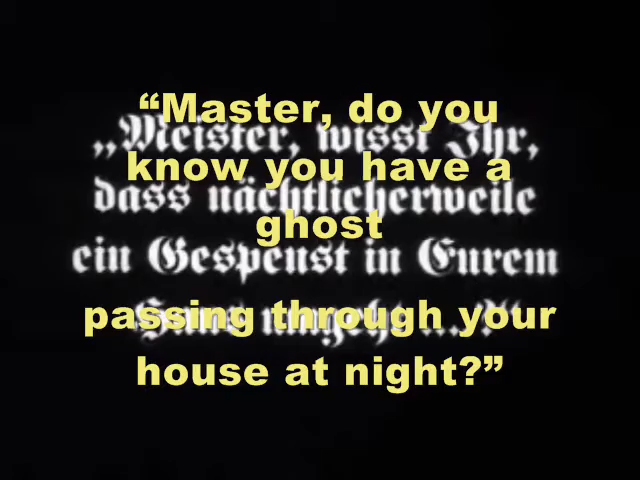 “Master, do you
know you have a
ghost
passing through your
house at night?”
„Meister, wisst Ihr,
dass nächtlicherweile
ein Gespenst in Eurem
umgeht ...?“